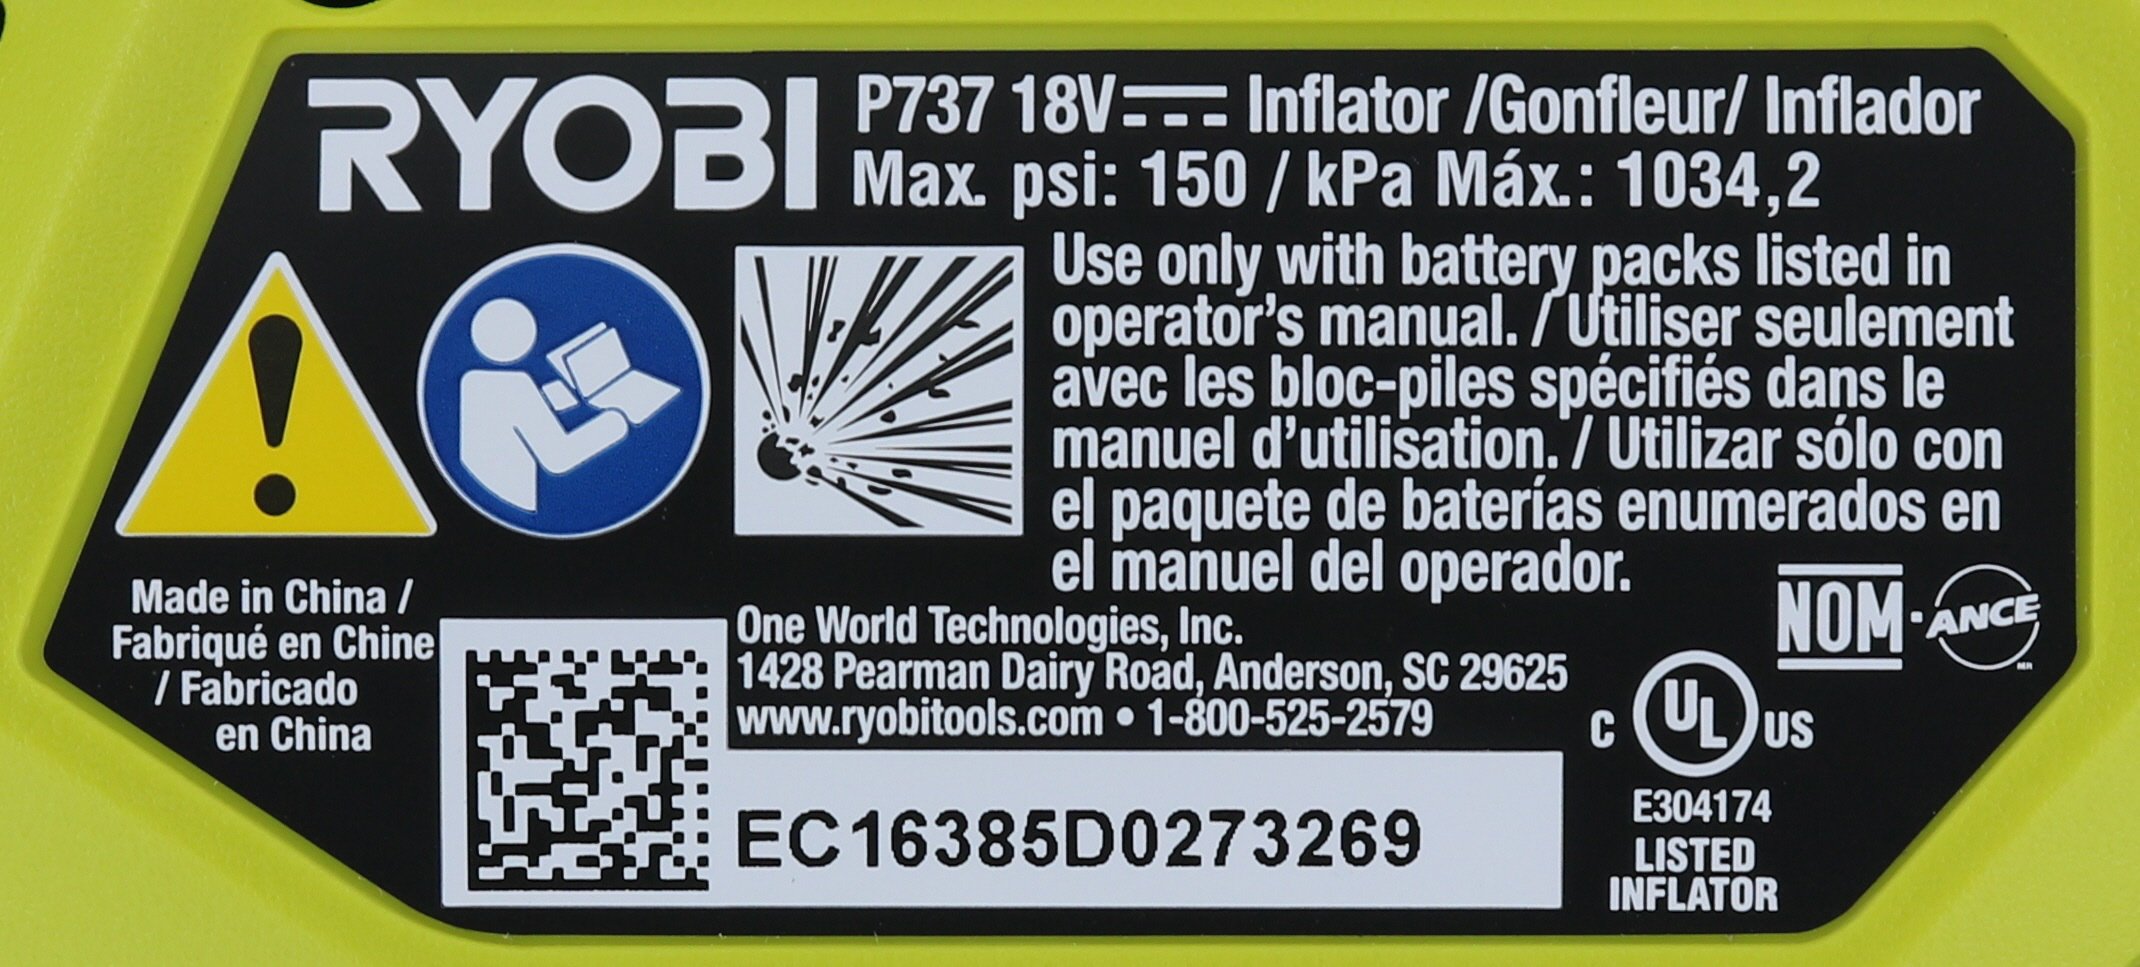 RYOBI
P737 18V Inflator /Gonfleur/ Inflador
Max. psi: 150 / kPa Máx.: 1034,2
Use only with battery packs listed in
operator's manual. / Utiliser seulement
avec les bloc-piles spécifiés dans le
manuel d'utilisation. / Utilizar sólo con
el paquete de baterías enumerados en
el manuel del operador.
Made in China /
Fabriqué en Chine
/ Fabricado
en China
One World Technologies, Inc.
1428 Pearman Dairy Road, Anderson, SC 29625
www.ryobitools.com • 1-800-525-2579
EC16385D0273269
NOM-ANCE
C UL US
E304174
LISTED
INFLATOR